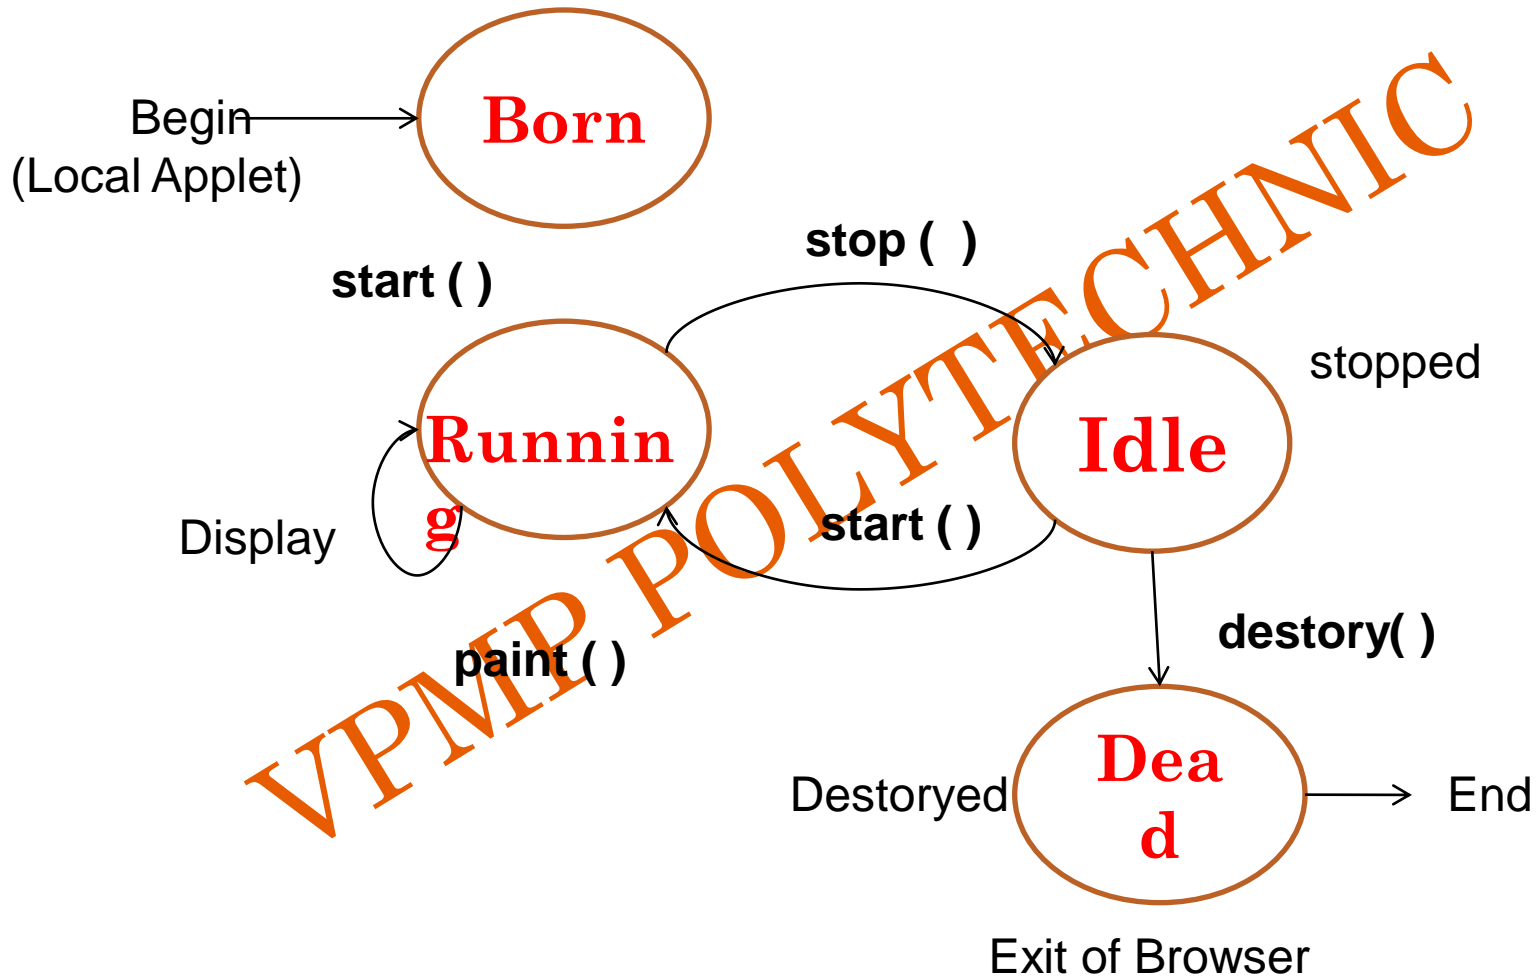 Born
Begin
(Local Applet)
stop ( )
start ( )
stopped
Runnin
g
Idle
start ( )
Display
destory( )
paint ( )
Dea
d
Destoryed
End
Exit of Browser
VPMP POLYTECHNIC